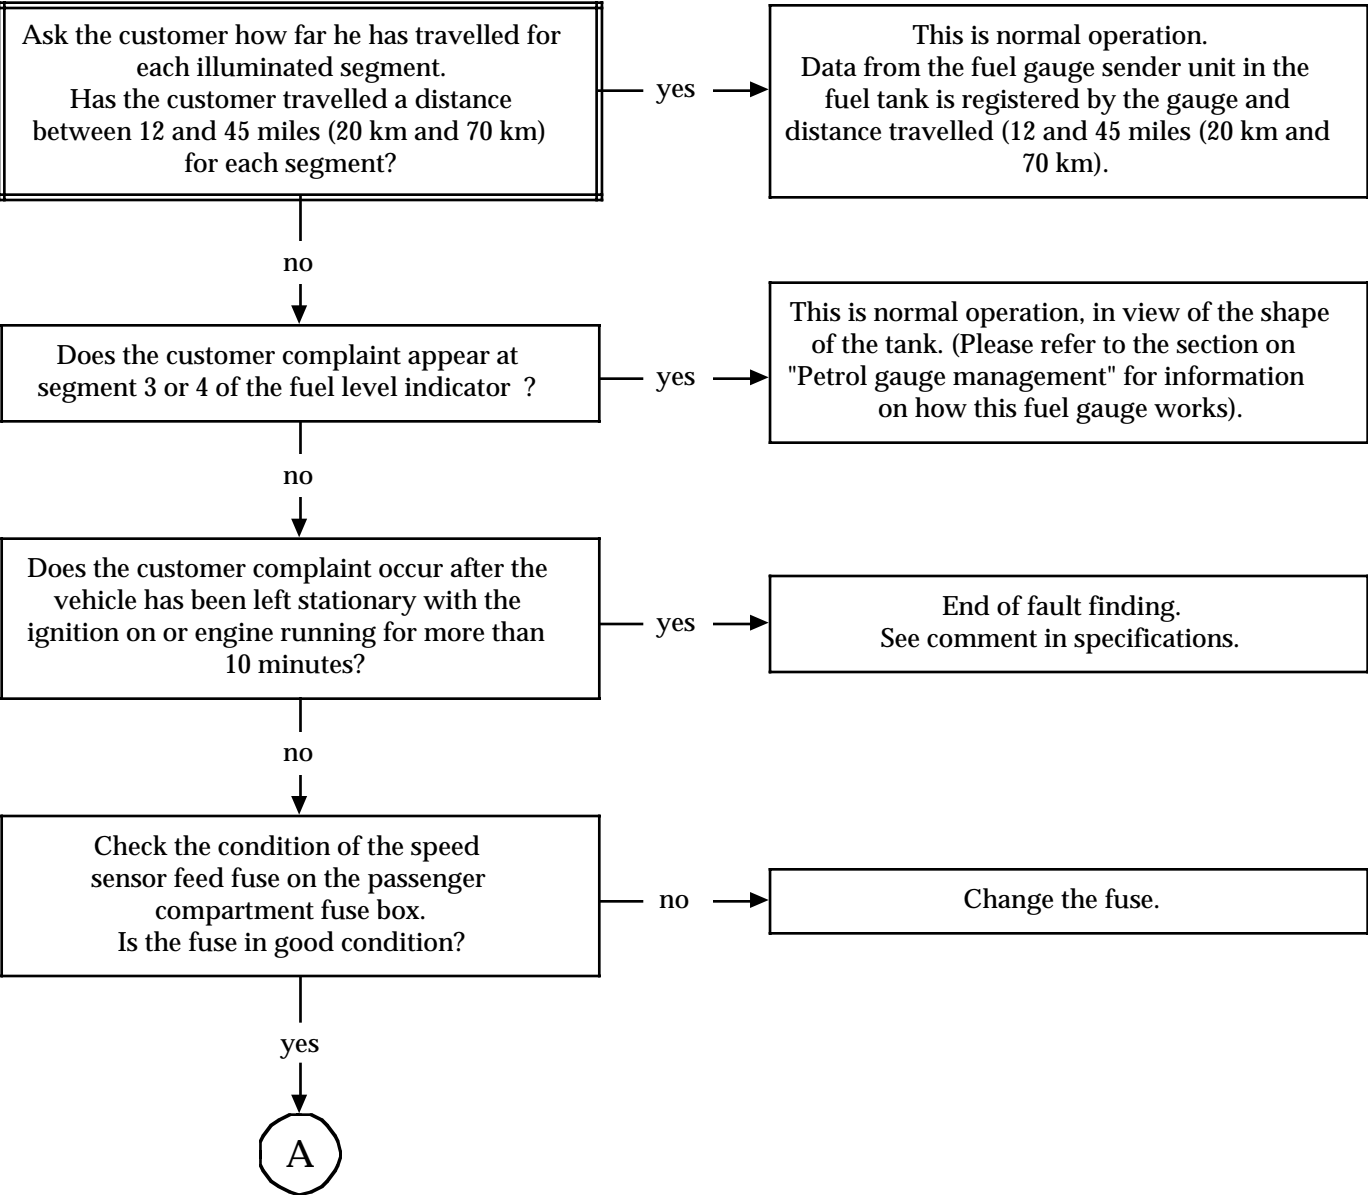 Ask the customer how far he has travelled for
each illuminated segment.
Has the customer travelled a distance
between 12 and 45 miles (20 km and 70 km)
for each segment?
yes
This is normal operation.
Data from the fuel gauge sender unit in the
fuel tank is registered by the gauge and
distance travelled (12 and 45 miles (20 km and
70 km).
no
Does the customer complaint appear at
segment 3 or 4 of the fuel level indicator ?
yes
This is normal operation, in view of the shape
of the tank. (Please refer to the section on
"Petrol gauge management" for information
on how this fuel gauge works).
no
Does the customer complaint occur after the
vehicle has been left stationary with the
ignition on or engine running for more than
10 minutes?
yes
End of fault finding.
See comment in specifications.
no
Check the condition of the speed
sensor feed fuse on the passenger
compartment fuse box.
Is the fuse in good condition?
no
Change the fuse.
yes
A